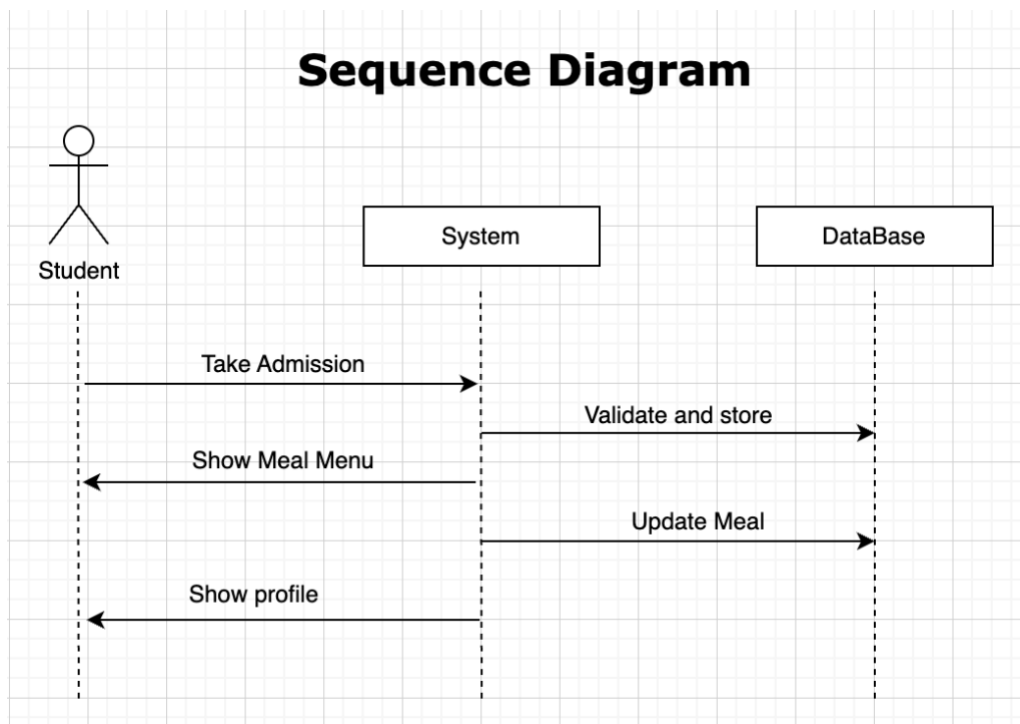 Sequence Diagram
Student
System
DataBase
Take Admission
Validate and store
Show Meal Menu
Update Meal
Show profile